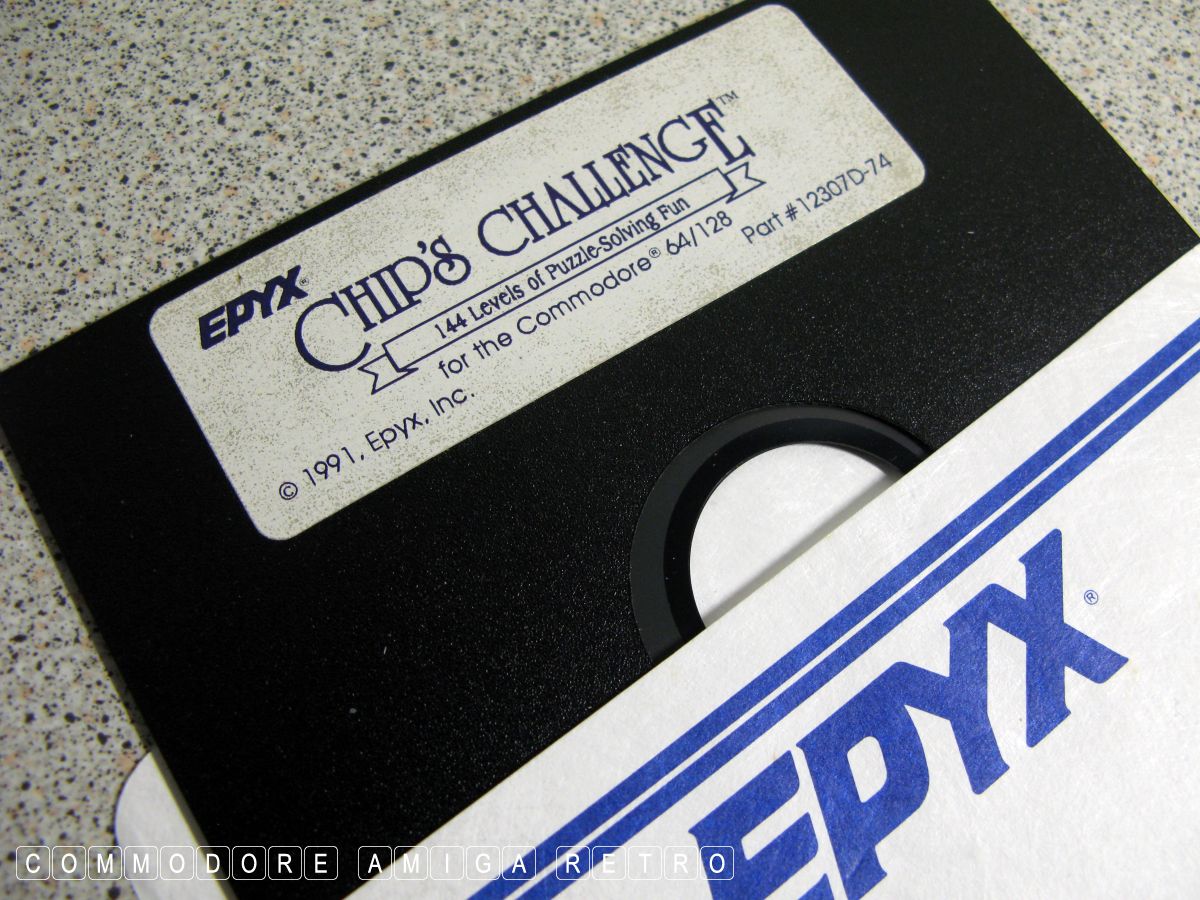 EPYX®
CHIP'S CHALLENGE™
144 Levels of Puzzle-Solving Fun
for the Commodore® 64/128
© 1991, Epyx, Inc.
Part #12307D-74
EPYX®
COMMODORE AMIGA RETRO